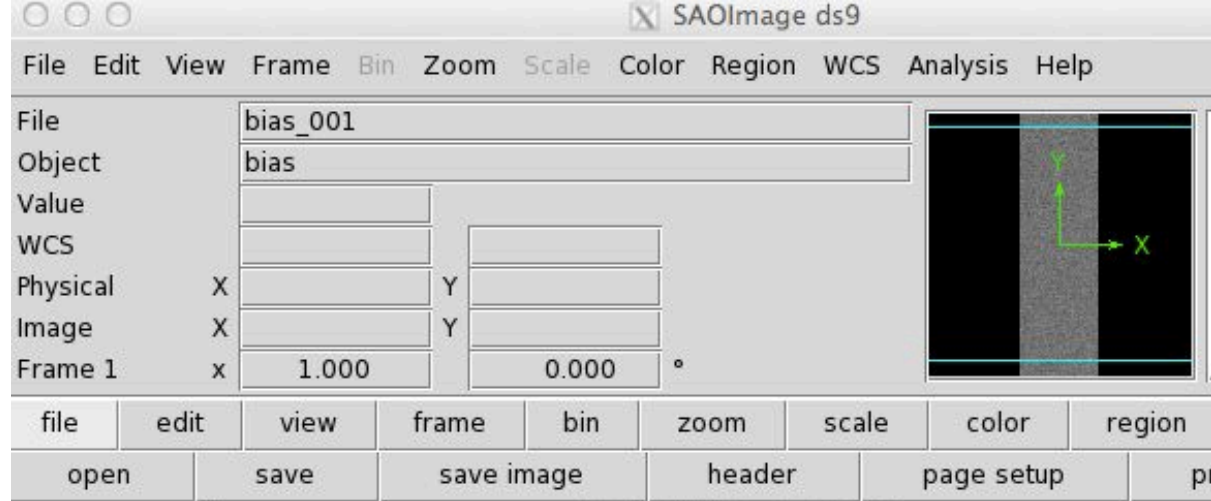 SAOImage ds9
File Edit View Frame Bin Zoom Scale Color Region WCS Analysis Help
File bias_001
Object bias
Value
WCS
Physical X Y
Image X Y
Frame 1 x 1.000 0.000 °
Y
X
file edit view frame bin zoom scale color region
open save save image header page setup